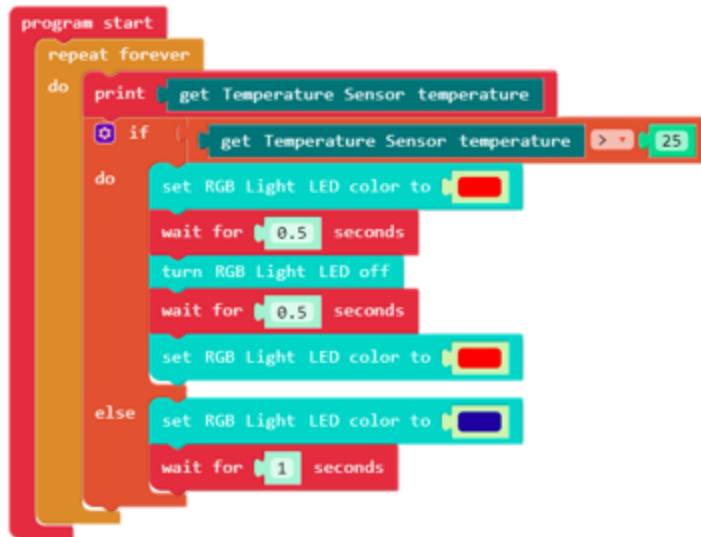 program start
repeat forever
do print get Temperature Sensor temperature
if get Temperature Sensor temperature > 25
do set RGB Light LED color to
wait for 0.5 seconds
turn RGB Light LED off
wait for 0.5 seconds
set RGB Light LED color to
else set RGB Light LED color to
wait for 1 seconds